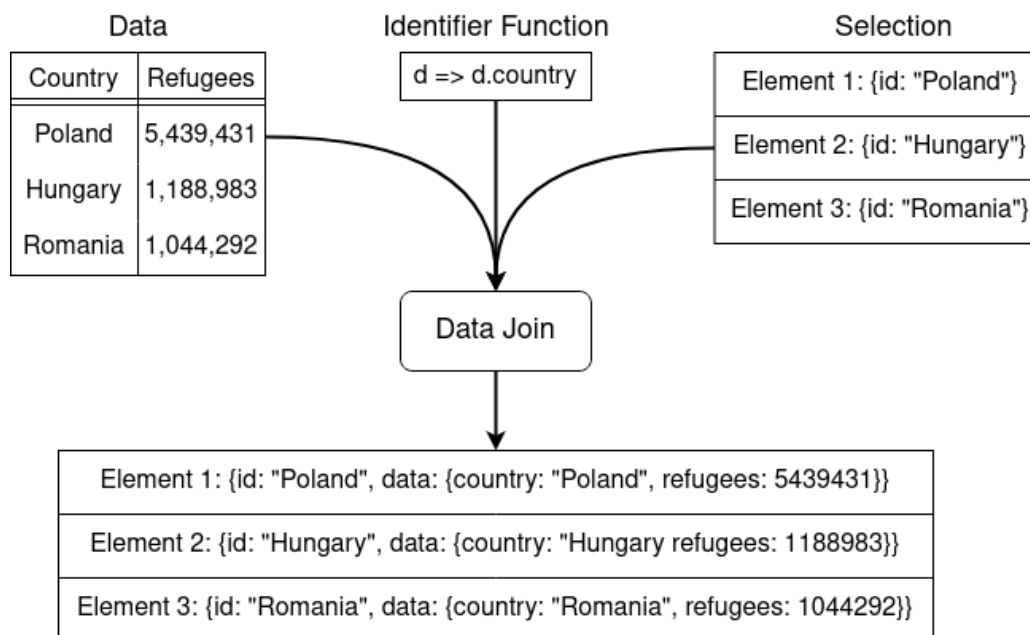 Data
Country Refugees
Poland 5,439,431
Hungary 1,188,983
Romania 1,044,292
Identifier Function
d => d.country
Selection
Element 1: {id: "Poland"}
Element 2: {id: "Hungary"}
Element 3: {id: "Romania"}
Data Join
Element 1: {id: "Poland", data: {country: "Poland", refugees: 5439431}}
Element 2: {id: "Hungary", data: {country: "Hungary refugees: 1188983}}
Element 3: {id: "Romania", data: {country: "Romania", refugees: 1044292}}